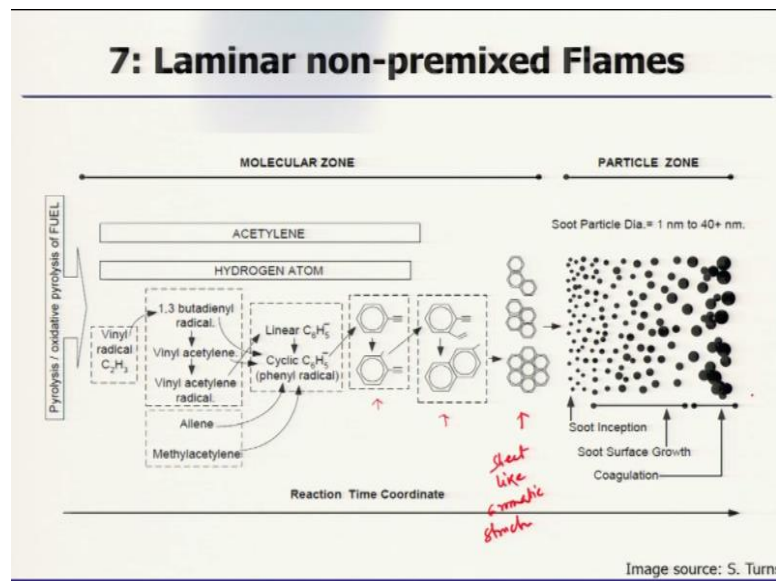 7: Laminar non-premixed Flames
MOLECULAR ZONE
PARTICLE ZONE
Pyrolysis / oxidative pyrolysis of FUEL
ACETYLENE
HYDROGEN ATOM
Soot Particle Dia.= 1 nm to 40+ nm.
Vinyl
radical
C₂H₃
1,3 butadienyl
radical.
Vinyl acetylene.
Vinyl acetylene
radical.
Linear C₆H₅⁻
Cyclic C₆H₅⁻
(phenyl radical)
Allene
Methylacetylene
Soot Inception
Soot Surface Growth
Coagulation
sheet
like
aromatic
Reaction Time Coordinate
Image source: S. Turns